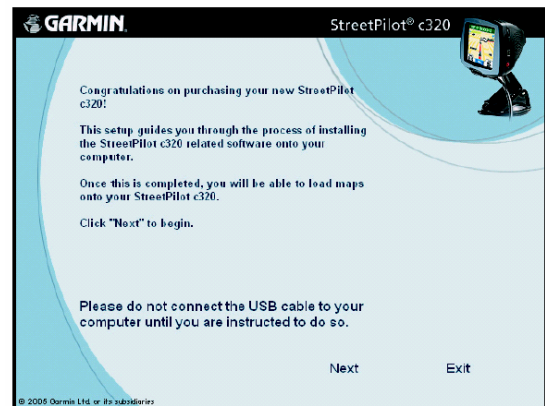 GARMIN
StreetPilot® c320
Congratulations on purchasing your new StreetPilot
c320!
This setup guides you through the process of installing
the StreetPilot c320 related software onto your
computer.
Once this is completed, you will be able to load maps
onto your StreetPilot c320.
Click "Next" to begin.
Please do not connect the USB cable to your
computer until you are instructed to do so.
Next Exit
© 2005 Garmin Ltd. or its subsidiaries